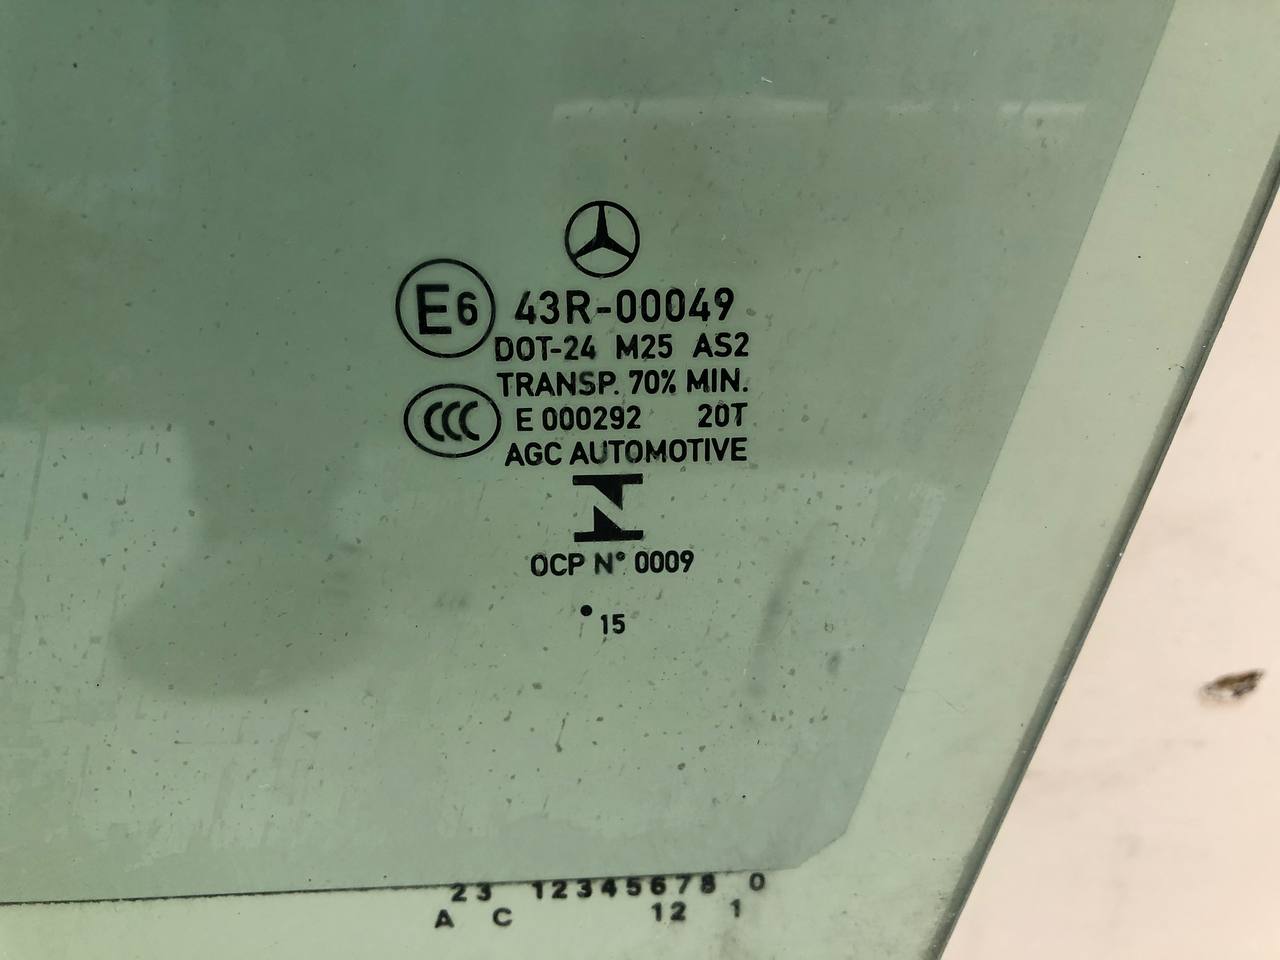 E6 43R-00049
DOT-24 M25 AS2
TRANSP. 70% MIN.
CCC E 000292 20T
AGC AUTOMOTIVE
OCP N° 0009
• 15
23 12345678 0
A C 12 1